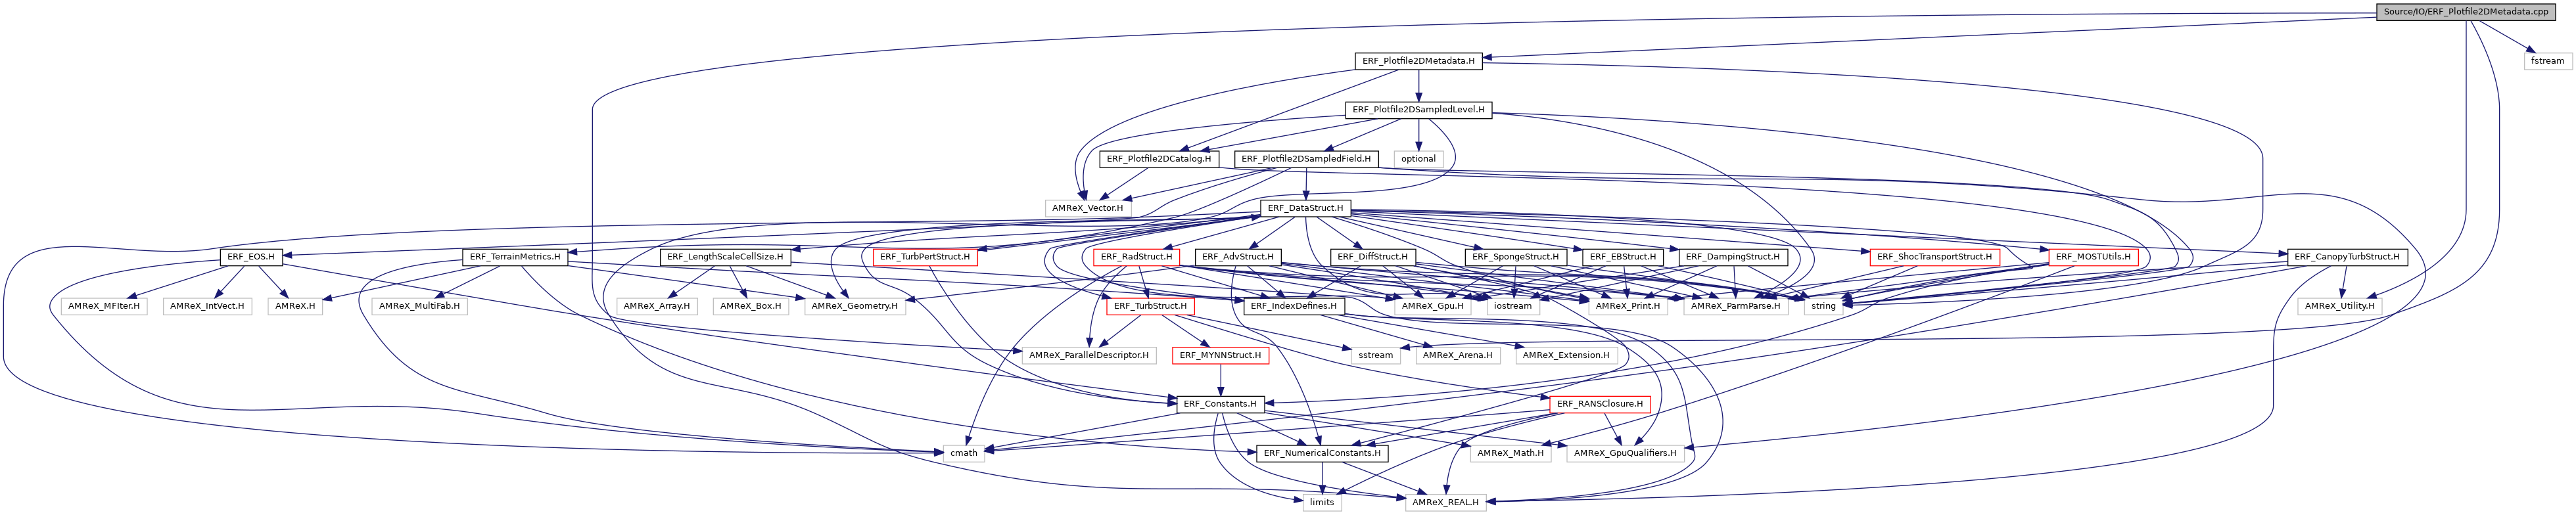 Source/IO/ERF_Plotfile2DMetadata.cpp
ERF_Plotfile2DMetadata.H
fstream
ERF_Plotfile2DSampledLevel.H
ERF_Plotfile2DCatalog.H
ERF_Plotfile2DSampledField.H
optional
AMReX_Vector.H
ERF_DataStruct.H
ERF_EOS.H
ERF_TerrainMetrics.H
ERF_LengthScaleCellSize.H
ERF_TurbPertStruct.H
ERF_RadStruct.H
ERF_AdvStruct.H
ERF_DiffStruct.H
ERF_SpongeStruct.H
ERF_EBStruct.H
ERF_DampingStruct.H
ERF_ShocTransportStruct.H
ERF_MOSTUtils.H
ERF_CanopyTurbStruct.H
AMReX_MFIter.H
AMReX_IntVect.H
AMReX.H
AMReX_MultiFab.H
AMReX_Array.H
AMReX_Box.H
AMReX_Geometry.H
ERF_TurbStruct.H
ERF_IndexDefines.H
AMReX_Gpu.H
iostream
AMReX_Print.H
AMReX_ParmParse.H
string
AMReX_Utility.H
AMReX_ParallelDescriptor.H
ERF_MYNNStruct.H
sstream
AMReX_Arena.H
AMReX_Extension.H
ERF_Constants.H
ERF_RANSClosure.H
cmath
ERF_NumericalConstants.H
AMReX_Math.H
AMReX_GpuQualifiers.H
limits
AMReX_REAL.H